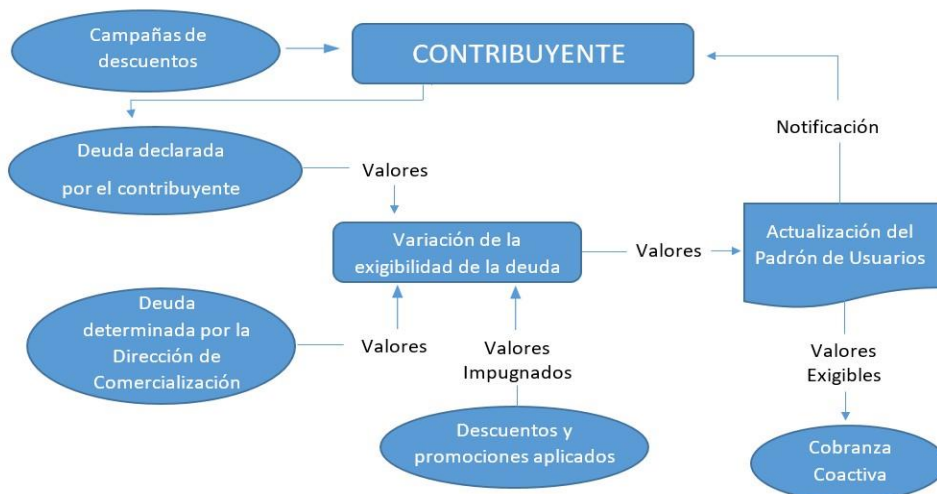 Campañas de
descuentos
CONTRIBUYENTE
Notificación
Deuda declarada
por el contribuyente
Valores
Variación de la
exigibilidad de la deuda
Valores
Actualización del
Padrón de Usuarios
Deuda
determinada por la
Dirección de
Comercialización
Valores
Valores
Impugnados
Valores
Exigibles
Descuentos y
promociones aplicados
Cobranza
Coactiva